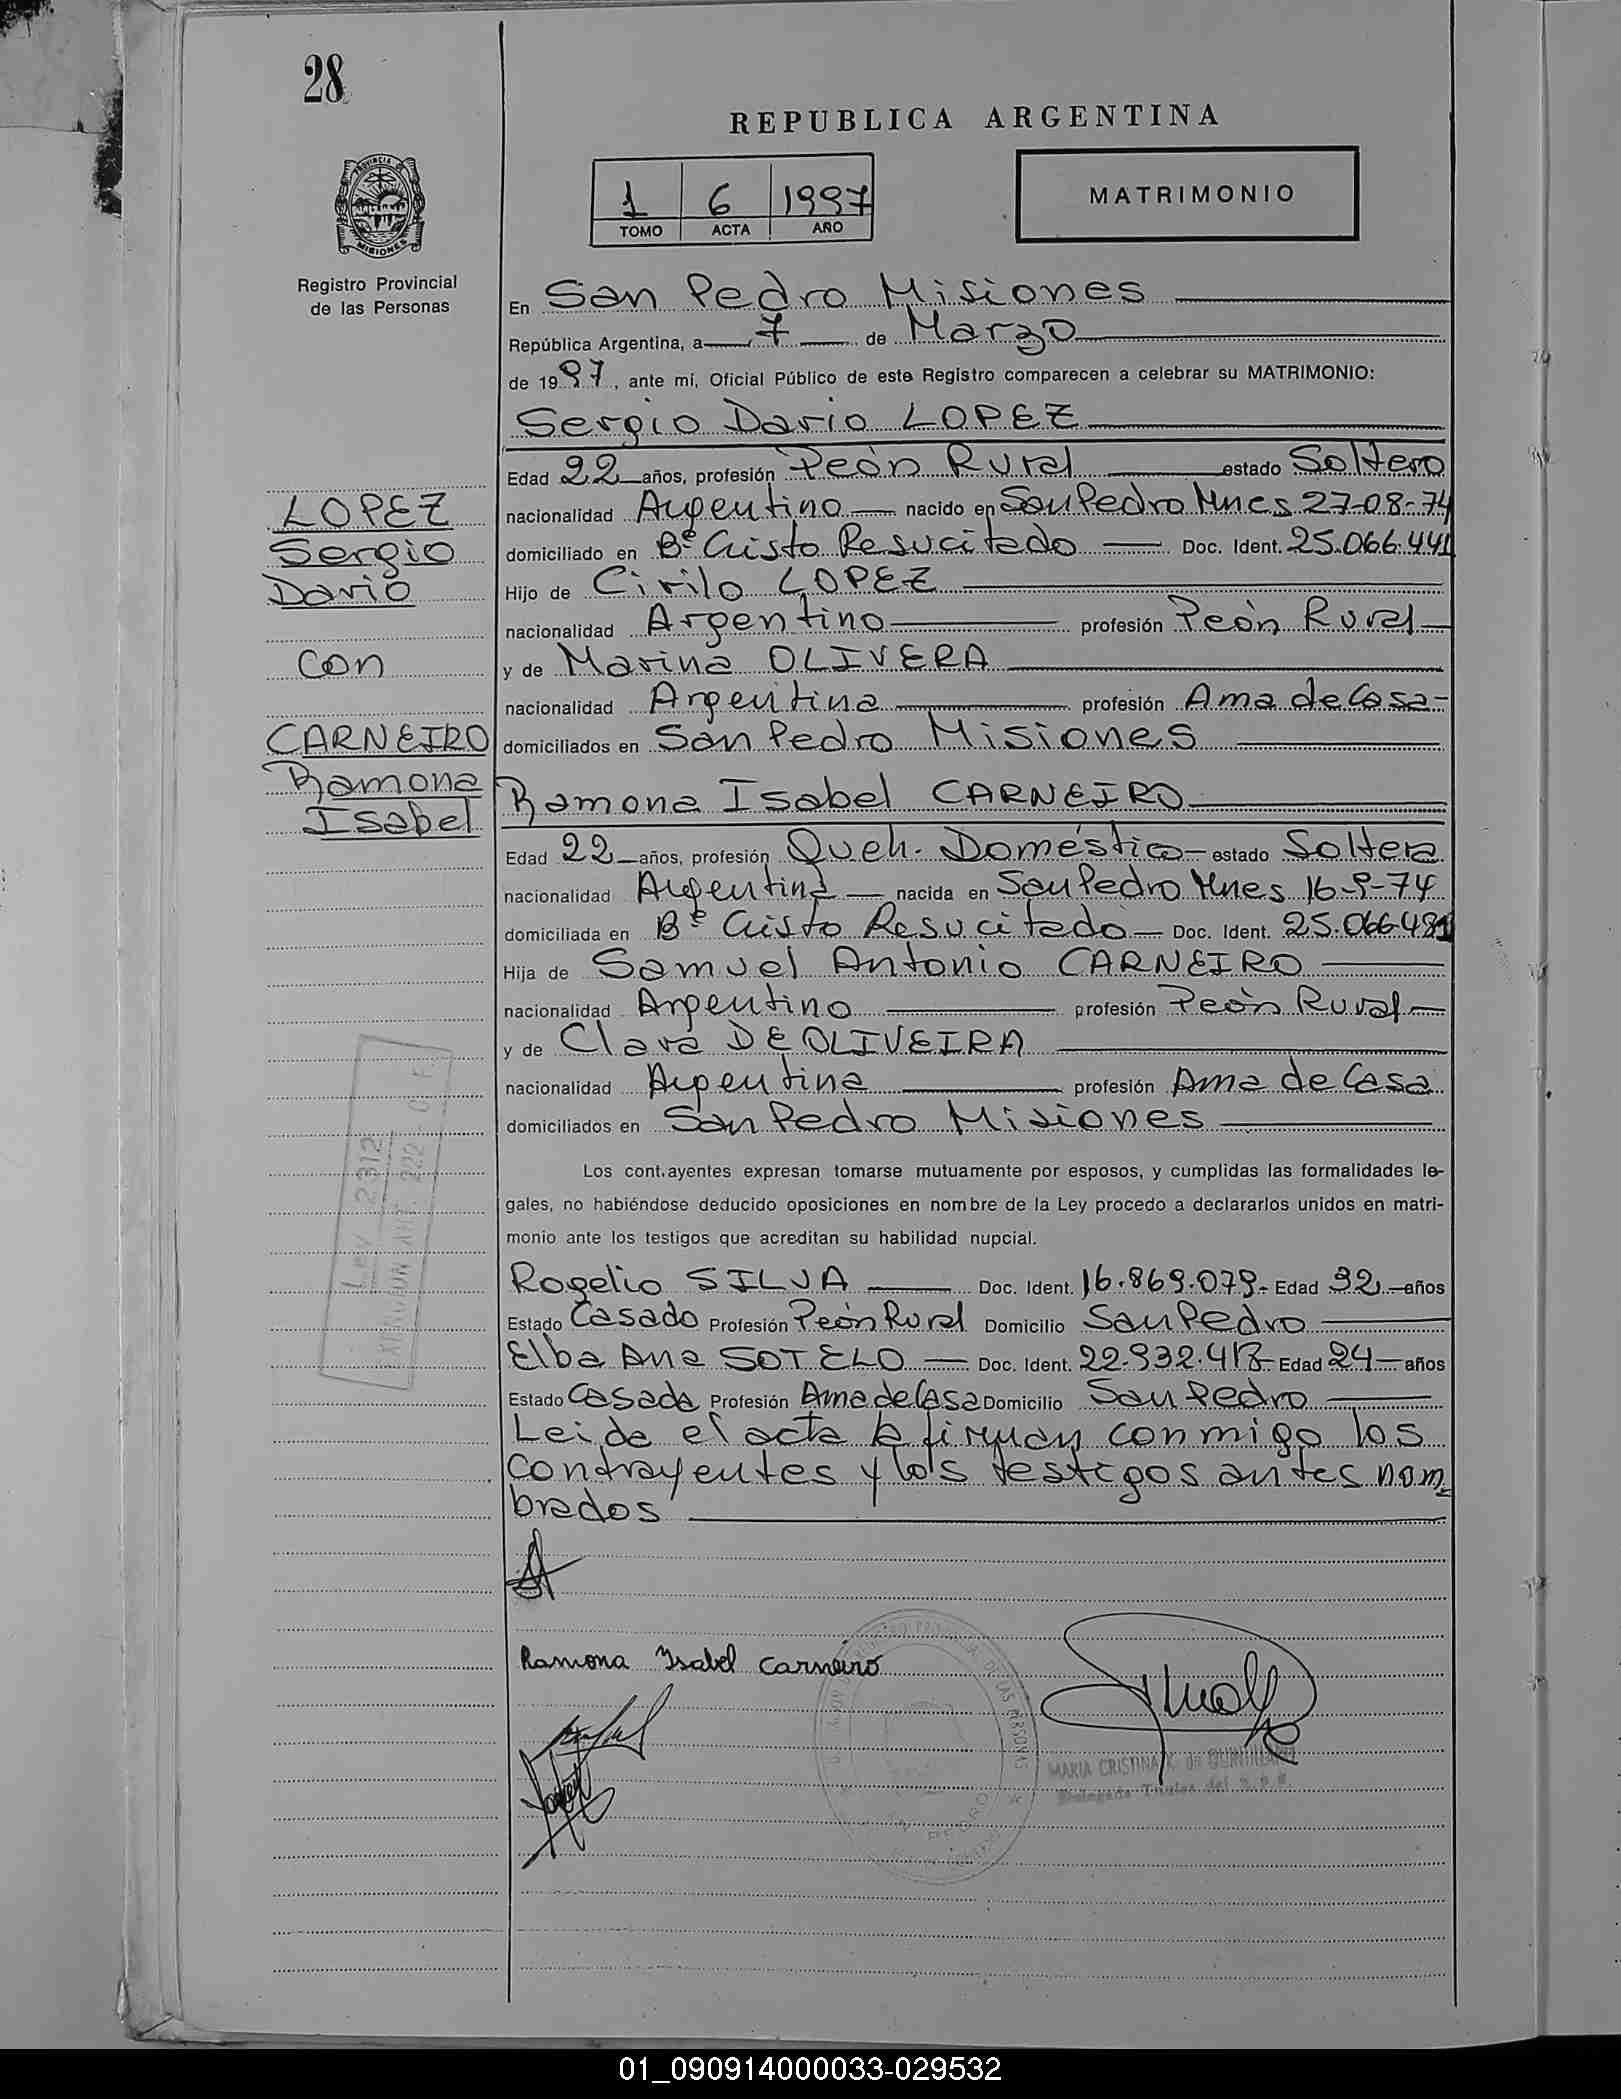 28
REPUBLICA ARGENTINA
PROVINCIA
MISIONES
1 6 1997
TOMO ACTA AÑO
MATRIMONIO
Registro Provincial
de las Personas
En San Pedro Misiones
República Argentina, a 7 de Marzo
de 1997, ante mí, Oficial Público de este Registro comparecen a celebrar su MATRIMONIO:
Sergio Dario LOPEZ
Edad 22 años, profesión Peón Rural estado Soltero
LOPEZ
Sergio
Dario
con
CARNEIRO
Ramona
Isabel
nacionalidad Argentino nacido en San Pedro Mnes 27-08-74
domiciliado en Bº Cristo Resucitado Doc. Ident. 25.066.441
Hijo de Cirilo LOPEZ
nacionalidad Argentino profesión Peón Rural
y de Marina OLIVERA
nacionalidad Argentina profesión Ama de Casa
domiciliados en San Pedro Misiones
Ramona Isabel CARNEIRO
Edad 22 años, profesión Queh. Doméstico estado Soltera
nacionalidad Argentina nacida en San Pedro Mnes 16-9-74
domiciliada en Bº Cristo Resucitado Doc. Ident. 25.066.481
Hija de Samuel Antonio CARNEIRO
nacionalidad Argentino profesión Peón Rural
y de Clara DE OLIVEIRA
nacionalidad Argentina profesión Ama de Casa
domiciliados en San Pedro Misiones
Los cont.ayentes expresan tomarse mutuamente por esposos, y cumplidas las formalidades le-
gales, no habiéndose deducido oposiciones en nombre de la Ley procedo a declararlos unidos en matri-
monio ante los testigos que acreditan su habilidad nupcial.
LEY 2312
Rogelio SILVA Doc. Ident. 16.869.079 Edad 32 años
Estado Casado Profesión Peón Rural Domicilio San Pedro
Elba Ana SOTELO Doc. Ident. 22.932.413 Edad 24 años
Estado Casada Profesión Ama de Casa Domicilio San Pedro
Leida el acta la firman conmigo los
contrayentes y los testigos antes nom
brados
Ramona Isabel Carneiro
DE LAS PERSONAS
MARIA CRISTINA
01_090914000033-029532